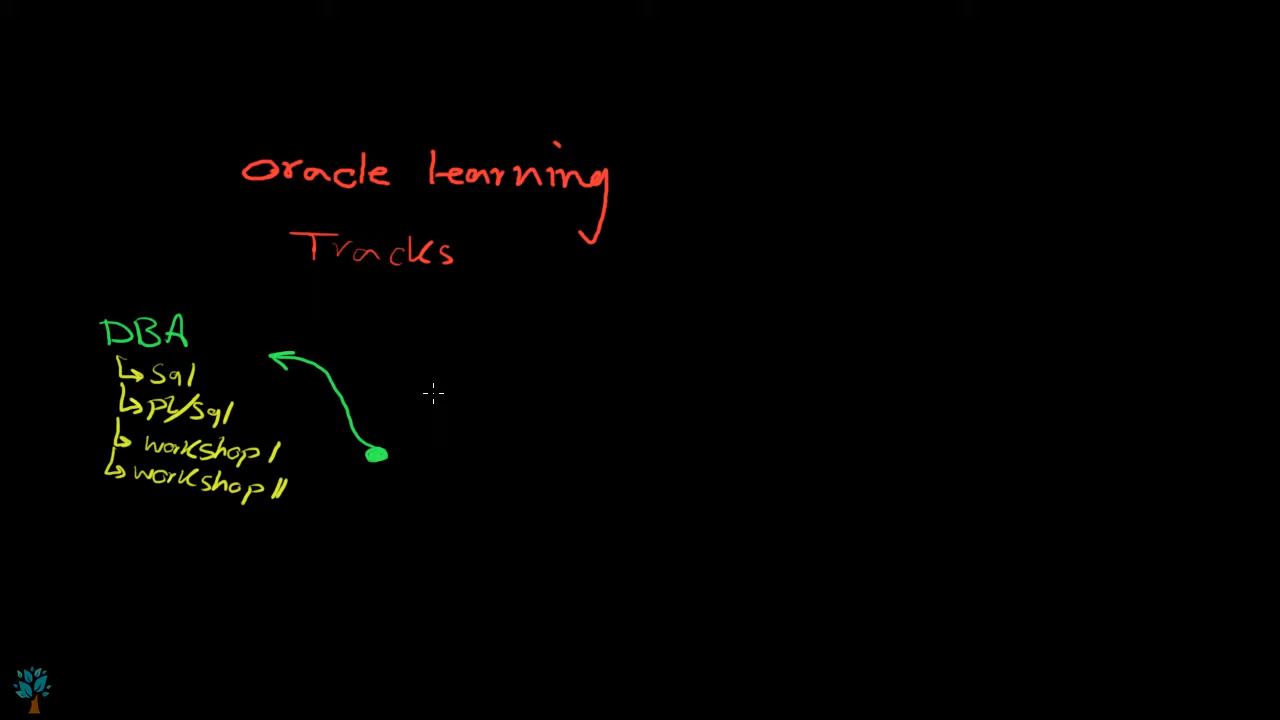 Oracle Learning
Tracks
DBA
Sql
PL/Sql
workshop I
workshop II